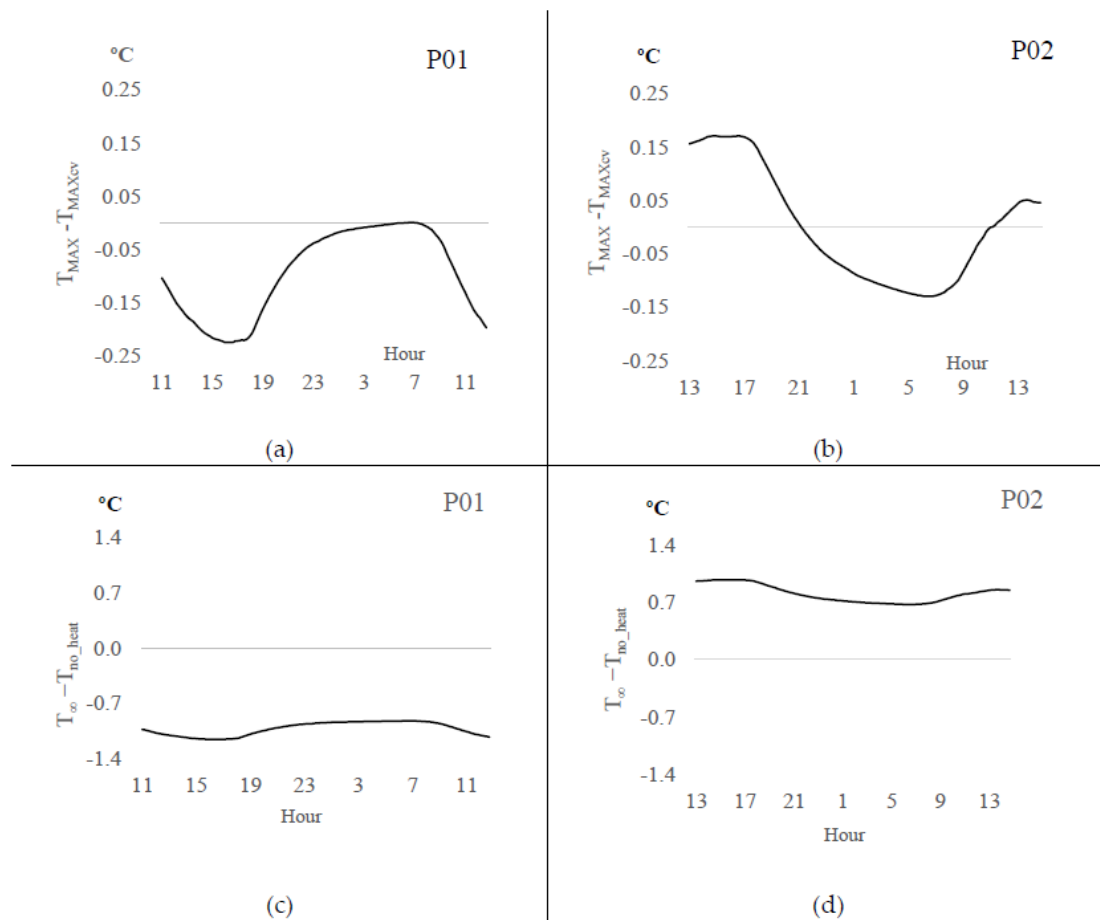 °C
P01
0.25
0.15
0.05
-0.05
-0.15
-0.25
T_MAX -T_MAXcv
Hour
11 15 19 23 3 7 11
(a)
°C
P02
0.25
0.15
0.05
-0.05
-0.15
-0.25
T_MAX -T_MAXcv
Hour
13 17 21 1 5 9 13
(b)
°C
P01
1.4
0.7
0.0
-0.7
-1.4
T_∞ –T_no_heat
11 15 19 23 3 7 11
Hour
(c)
°C
P02
1.4
0.7
0.0
-0.7
-1.4
T_∞ –T_no_heat
13 17 21 1 5 9 13
Hour
(d)